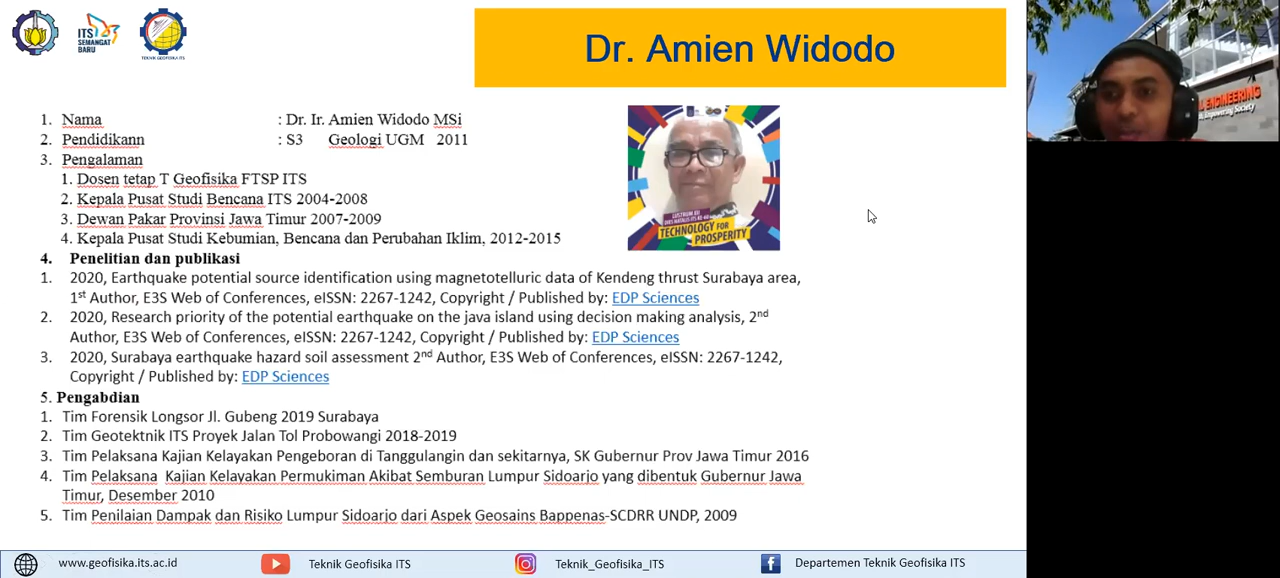 ITS
SEMANGAT
BARU
TEKNIK GEOFISIKA ITS
Dr. Amien Widodo
1. Nama : Dr. Ir. Amien Widodo MSi
2. Pendidikann : S3 Geologi UGM 2011
3. Pengalaman
1. Dosen tetap T Geofisika FTSP ITS
2. Kepala Pusat Studi Bencana ITS 2004-2008
3. Dewan Pakar Provinsi Jawa Timur 2007-2009
4. Kepala Pusat Studi Kebumian, Bencana dan Perubahan Iklim, 2012-2015
4. Penelitian dan publikasi
1. 2020, Earthquake potential source identification using magnetotelluric data of Kendeng thrust Surabaya area,
1st Author, E3S Web of Conferences, eISSN: 2267-1242, Copyright / Published by: EDP Sciences
2. 2020, Research priority of the potential earthquake on the java island using decision making analysis, 2nd
Author, E3S Web of Conferences, eISSN: 2267-1242, Copyright / Published by: EDP Sciences
3. 2020, Surabaya earthquake hazard soil assessment 2nd Author, E3S Web of Conferences, eISSN: 2267-1242,
Copyright / Published by: EDP Sciences
5. Pengabdian
1. Tim Forensik Longsor Jl. Gubeng 2019 Surabaya
2. Tim Geotektnik ITS Proyek Jalan Tol Probowangi 2018-2019
3. Tim Pelaksana Kajian Kelayakan Pengeboran di Tanggulangin dan sekitarnya, SK Gubernur Prov Jawa Timur 2016
4. Tim Pelaksana Kajian Kelayakan Permukiman Akibat Semburan Lumpur Sidoarjo yang dibentuk Gubernur Jawa
Timur, Desember 2010
5. Tim Penilaian Dampak dan Risiko Lumpur Sidoarjo dari Aspek Geosains Bappenas-SCDRR UNDP, 2009
TECHNOLOGY FOR
PROSPERITY
ENGINEERING
Society
www.geofisika.its.ac.id
Teknik Geofisika ITS
Teknik_Geofisika_ITS
Departemen Teknik Geofisika ITS